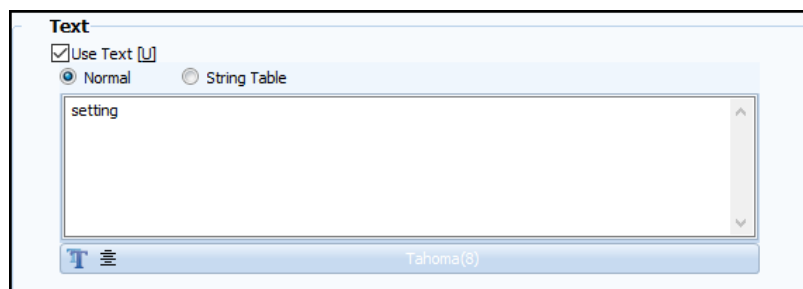 Text
Use Text [U]
Normal String Table
setting
Tahoma(8)